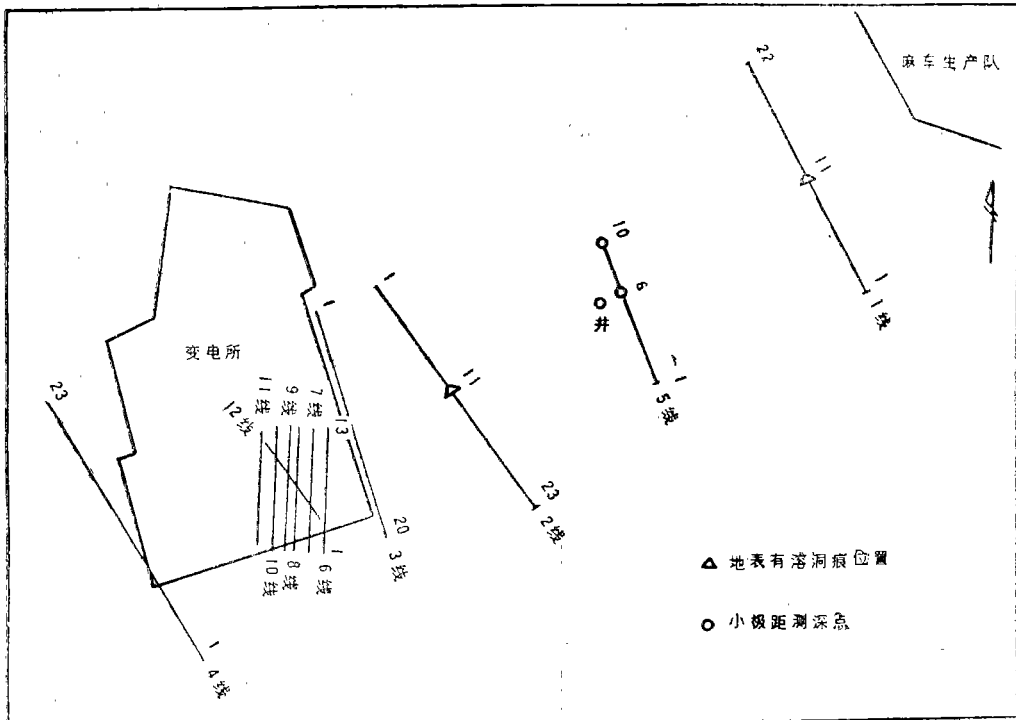 麻车生产队
22
11
1
1线
10
6
井
1
5线
1
11
23
2线
变电所
1
13
20
3线
7线
9线
11线
12线
1
6线
8线
10线
23
1
4线
△ 地表有溶洞痕位置
○ 小极距测深点